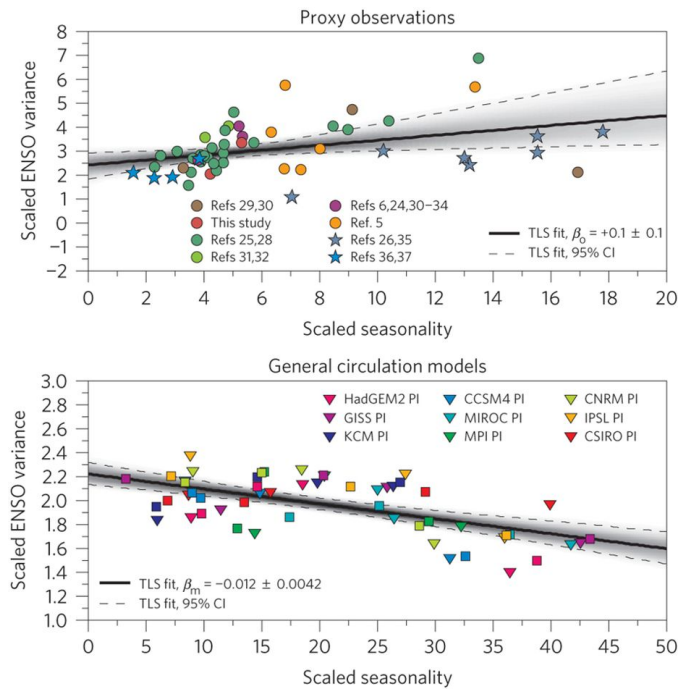 Proxy observations
8
7
6
5
4
3
2
1
0
−1
−2
Scaled ENSO variance
Refs 29,30
This study
Refs 25,28
Refs 31,32
Refs 6,24,30−34
Ref. 5
Refs 26,35
Refs 36,37
TLS fit, βo = +0.1 ± 0.1
TLS fit, 95% CI
0 2 4 6 8 10 12 14 16 18 20
Scaled seasonality
General circulation models
3.0
2.8
2.6
2.4
2.2
2.0
1.8
1.6
1.4
1.2
1.0
Scaled ENSO variance
HadGEM2 PI
GISS PI
KCM PI
CCSM4 PI
MIROC PI
MPI PI
CNRM PI
IPSL PI
CSIRO PI
TLS fit, βm = −0.012 ± 0.0042
TLS fit, 95% CI
0 5 10 15 20 25 30 35 40 45 50
Scaled seasonality